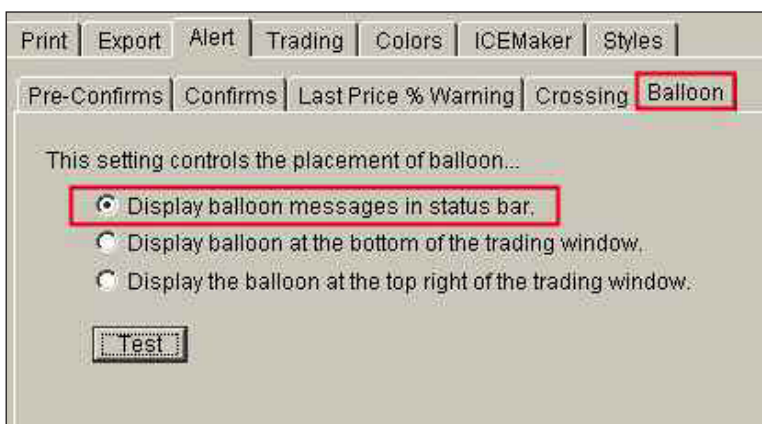 Print Export Alert Trading Colors ICEMaker Styles
Pre-Confirms Confirms Last Price % Warning Crossing Balloon
This setting controls the placement of balloon...
Display balloon messages in status bar.
Display balloon at the bottom of the trading window.
Display the balloon at the top right of the trading window.
Test